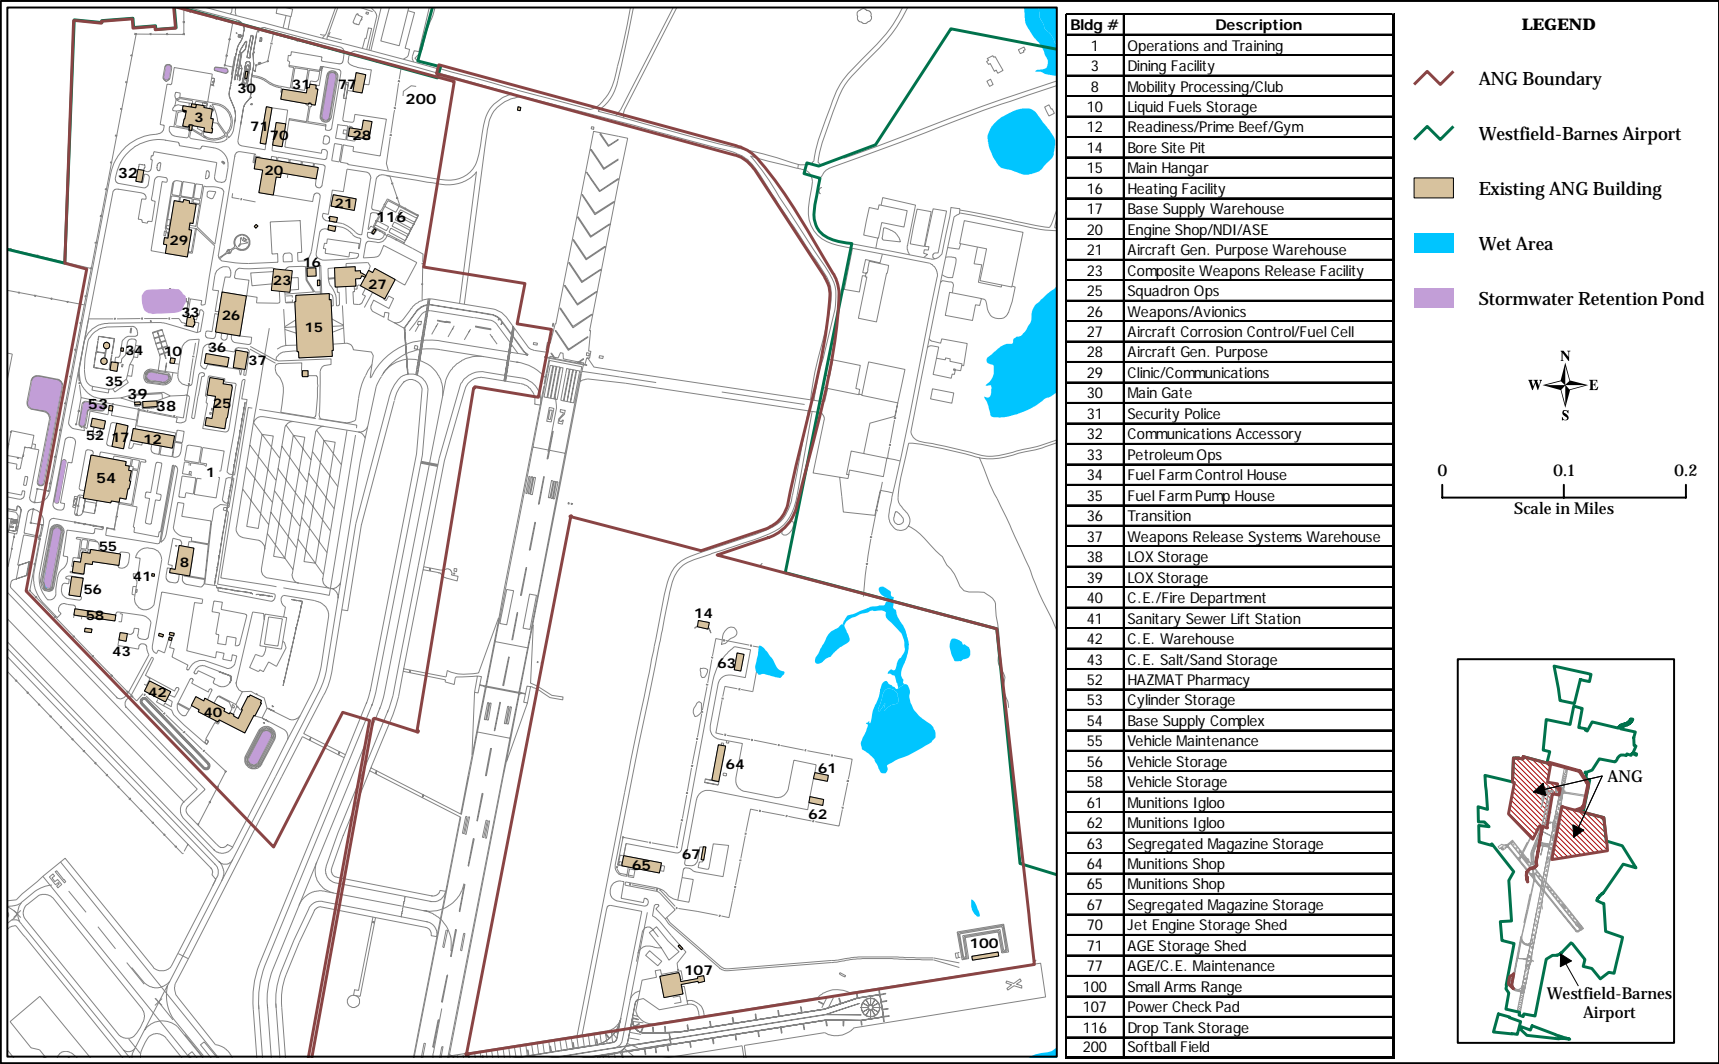 30
31
77
200
3
71
70
28
32
20
21
116
29
16
23
27
33
26
15
34
10
36
37
35
39
38
53
25
52
17
12
54
1
55
8
56
41
58
43
42
40
14
63
64
61
62
65
67
100
107
Bldg # Description
1 Operations and Training
3 Dining Facility
8 Mobility Processing/Club
10 Liquid Fuels Storage
12 Readiness/Prime Beef/Gym
14 Bore Site Pit
15 Main Hangar
16 Heating Facility
17 Base Supply Warehouse
20 Engine Shop/NDI/ASE
21 Aircraft Gen. Purpose Warehouse
23 Composite Weapons Release Facility
25 Squadron Ops
26 Weapons/Avionics
27 Aircraft Corrosion Control/Fuel Cell
28 Aircraft Gen. Purpose
29 Clinic/Communications
30 Main Gate
31 Security Police
32 Communications Accessory
33 Petroleum Ops
34 Fuel Farm Control House
35 Fuel Farm Pump House
36 Transition
37 Weapons Release Systems Warehouse
38 LOX Storage
39 LOX Storage
40 C.E./Fire Department
41 Sanitary Sewer Lift Station
42 C.E. Warehouse
43 C.E. Salt/Sand Storage
52 HAZMAT Pharmacy
53 Cylinder Storage
54 Base Supply Complex
55 Vehicle Maintenance
56 Vehicle Storage
58 Vehicle Storage
61 Munitions Igloo
62 Munitions Igloo
63 Segregated Magazine Storage
64 Munitions Shop
65 Munitions Shop
67 Segregated Magazine Storage
70 Jet Engine Storage Shed
71 AGE Storage Shed
77 AGE/C.E. Maintenance
100 Small Arms Range
107 Power Check Pad
116 Drop Tank Storage
200 Softball Field
LEGEND
ANG Boundary
Westfield-Barnes Airport
Existing ANG Building
Wet Area
Stormwater Retention Pond
N
W E
S
0 0.1 0.2
Scale in Miles
ANG
Westfield-Barnes
Airport